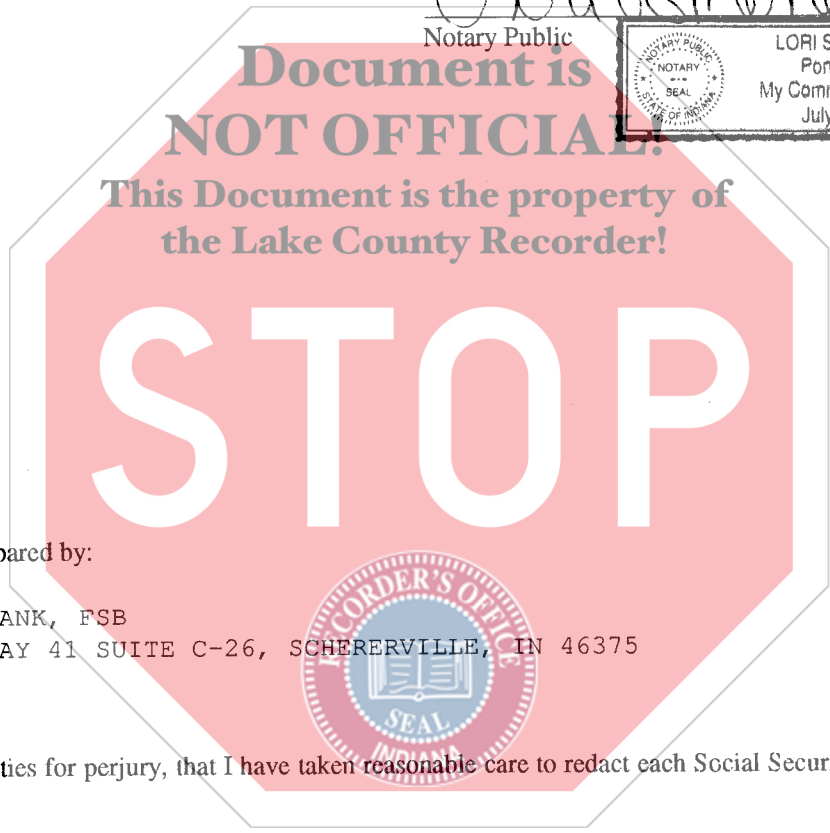 Notary Public
NOTARY PUBLIC
NOTARY
SEAL
STATE OF INDIANA
LORI S
Por
My Comm
July
Document is
NOT OFFICIAL!
This Document is the property of
the Lake County Recorder!
STOP
pared by:
ANK, FSB
AY 41 SUITE C-26, SCHERERVILLE, IN 46375
RECORDER'S OFFICE
SEAL
INDIANA
ties for perjury, that I have taken reasonable care to redact each Social Secur